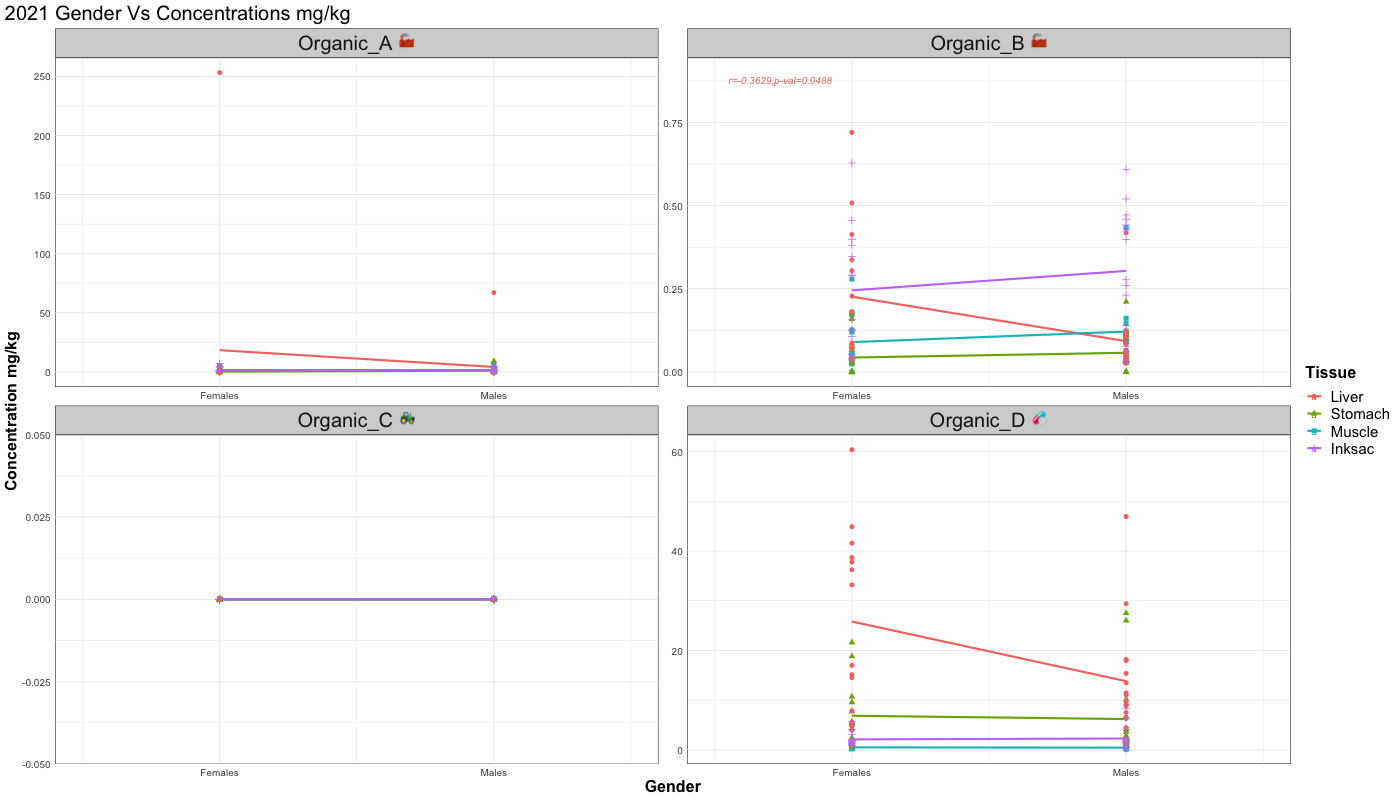 2021 Gender Vs Concentrations mg/kg
Organic_A 🏭
250
200
150
100
50
0
Females Males
Organic_B 🏭
r=-0.3629,p-val=0.0488
0.75
0.50
0.25
0.00
Females Males
Organic_C 🚜
0.050
0.025
0.000
-0.025
-0.050
Females Males
Organic_D 💊
60
40
20
0
Females Males
Concentration mg/kg
Gender
Tissue
Liver
Stomach
Muscle
Inksac